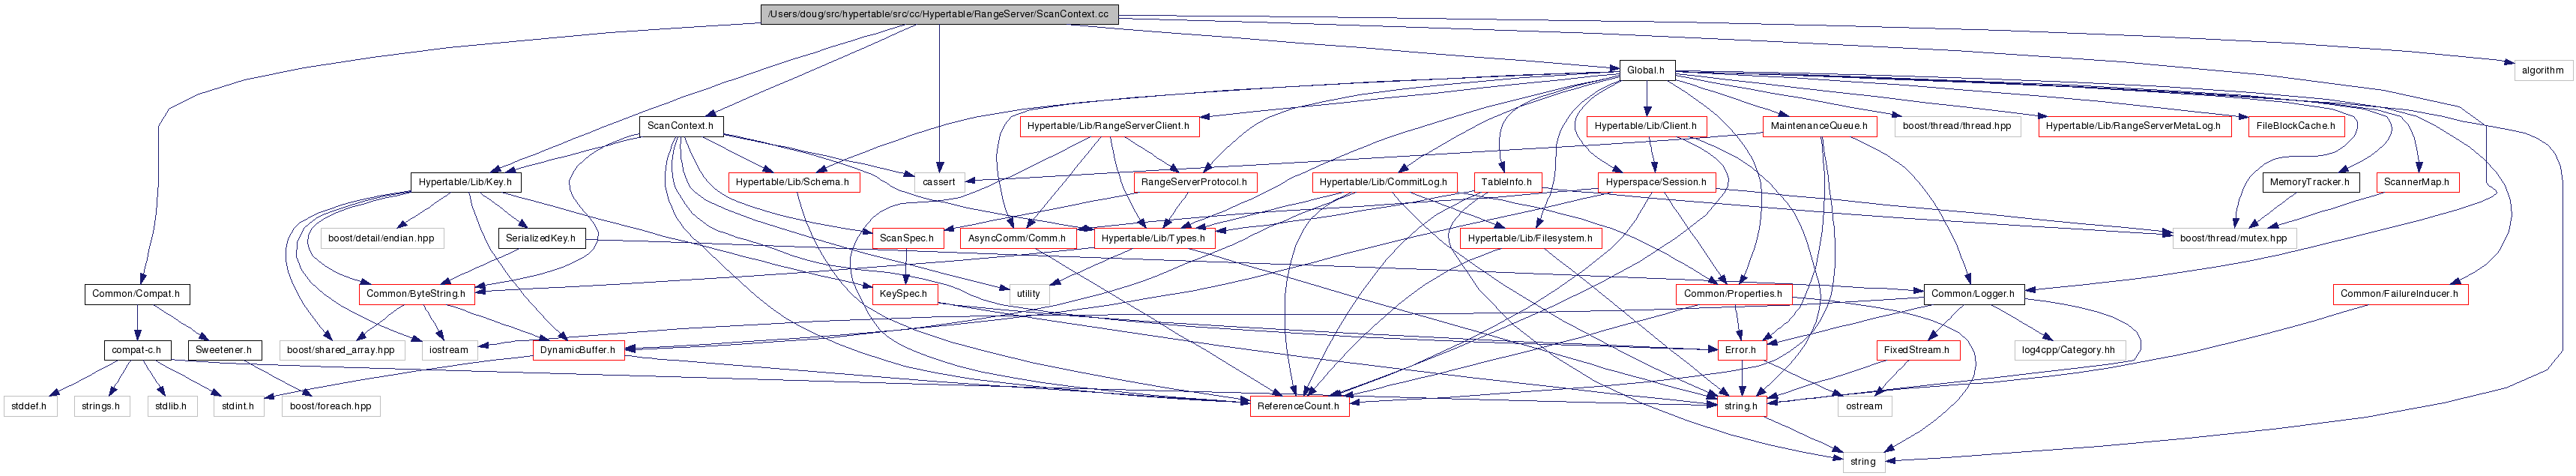 /Users/doug/src/hypertable/src/cc/Hypertable/RangeServer/ScanContext.cc
Global.h
algorithm
ScanContext.h
Hypertable/Lib/RangeServerClient.h
Hypertable/Lib/Client.h
MaintenanceQueue.h
boost/thread/thread.hpp
Hypertable/Lib/RangeServerMetaLog.h
FileBlockCache.h
Hypertable/Lib/Key.h
Hypertable/Lib/Schema.h
cassert
RangeServerProtocol.h
Hypertable/Lib/CommitLog.h
TableInfo.h
Hyperspace/Session.h
MemoryTracker.h
ScannerMap.h
boost/detail/endian.hpp
SerializedKey.h
ScanSpec.h
AsyncComm/Comm.h
Hypertable/Lib/Types.h
Hypertable/Lib/Filesystem.h
boost/thread/mutex.hpp
Common/Compat.h
Common/ByteString.h
KeySpec.h
utility
Common/Properties.h
Common/Logger.h
Common/FailureInducer.h
compat-c.h
Sweetener.h
boost/shared_array.hpp
iostream
DynamicBuffer.h
Error.h
FixedStream.h
log4cpp/Category.hh
stddef.h
strings.h
stdlib.h
stdint.h
boost/foreach.hpp
ReferenceCount.h
string.h
ostream
string